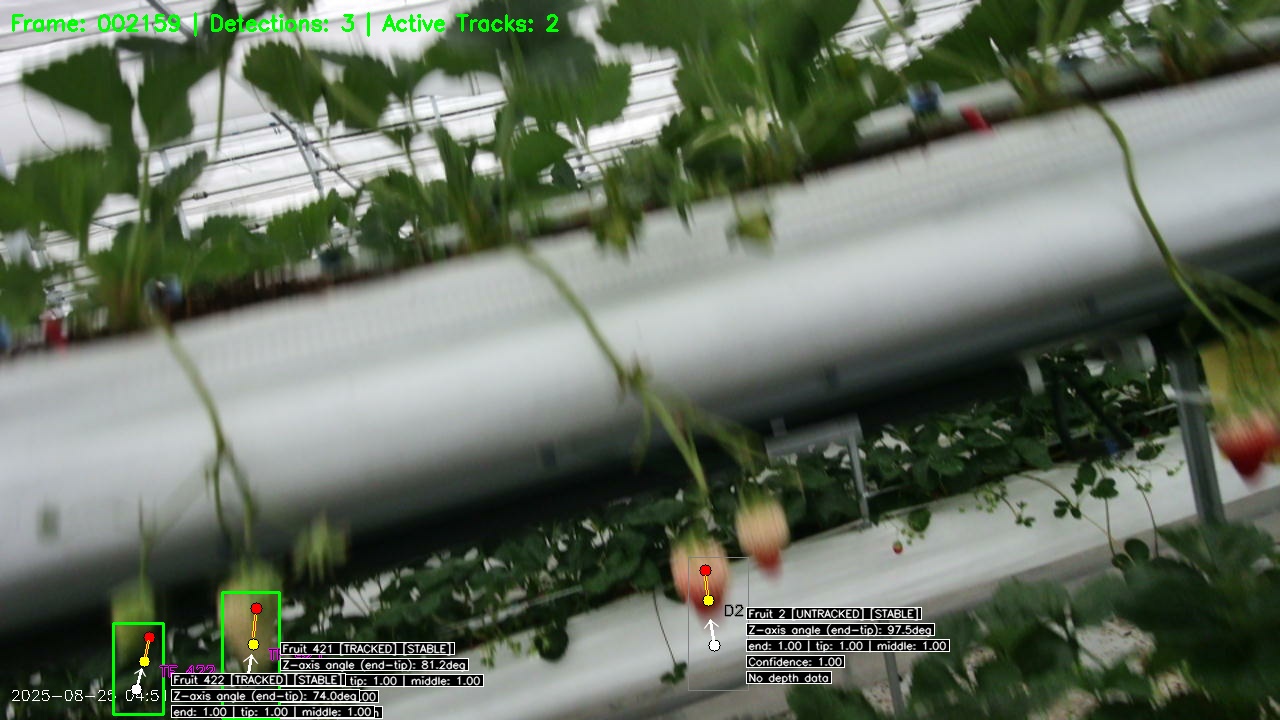 Frame: 002159 | Detections: 3 | Active Tracks: 2
D2
Fruit 2 [UNTRACKED] [STABLE]
Z-axis angle (end-tip): 97.5deg
end: 1.00 | tip: 1.00 | middle: 1.00
Confidence: 1.00
No depth data
Fruit 421 [TRACKED] [STABLE]
Z-axis angle (end-tip): 81.2deg
tip: 1.00 | middle: 1.00
Fruit 422 [TRACKED] [STABLE]
Z-axis angle (end-tip): 74.0deg
end: 1.00 | tip: 1.00 | middle: 1.00
2025-08-25 04:5